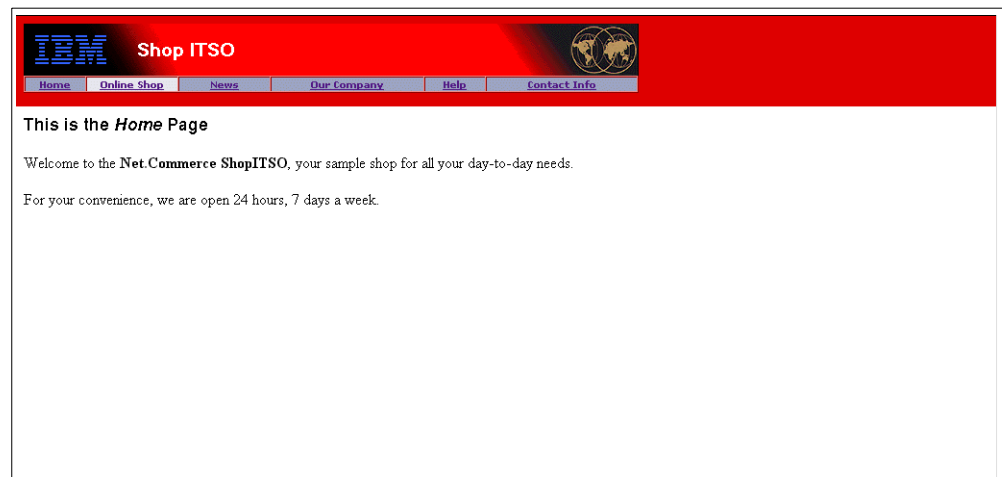 IBM Shop ITSO
Home Online Shop News Our Company Help Contact Info
This is the Home Page
Welcome to the Net.Commerce ShopITSO, your sample shop for all your day-to-day needs.
For your convenience, we are open 24 hours, 7 days a week.